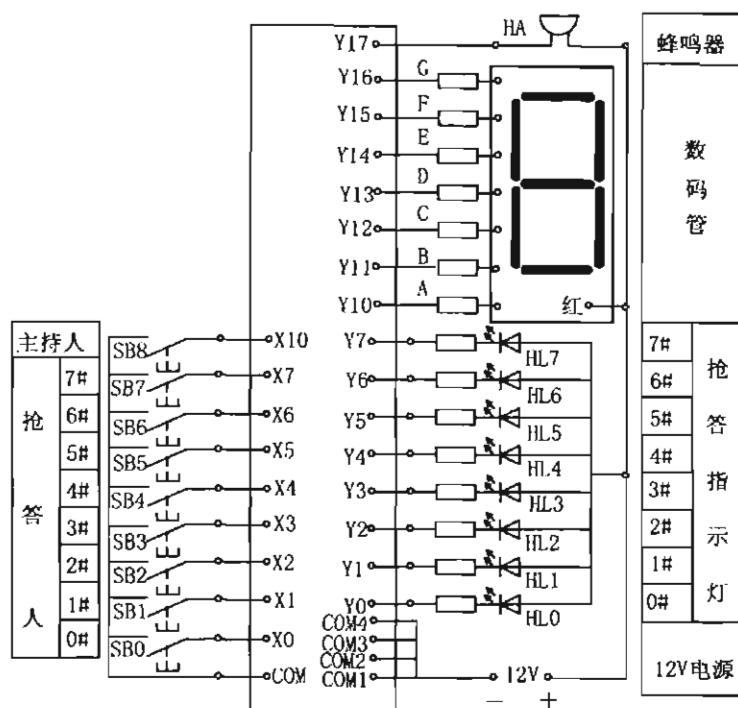 HA
Y17
蜂鸣器
Y16 G
Y15 F
Y14 E
Y13 D
Y12 C
Y11 B
Y10 A
红
数
码
管
主持人
SB8 X10 Y7 HL7 7#
7# SB7 X7 Y6 HL6 6#
6# SB6 X6 Y5 HL5 5#
5# SB5 X5 Y4 HL4 4#
4# SB4 X4 Y3 HL3 3#
3# SB3 X3 Y2 HL2 2#
2# SB2 X2 Y1 HL1 1#
1# SB1 X1 Y0 HL0 0#
0# SB0 X0
抢
答
人
抢
答
指
示
灯
COM4
COM3
COM2
COM COM1 12V
- +
12V电源